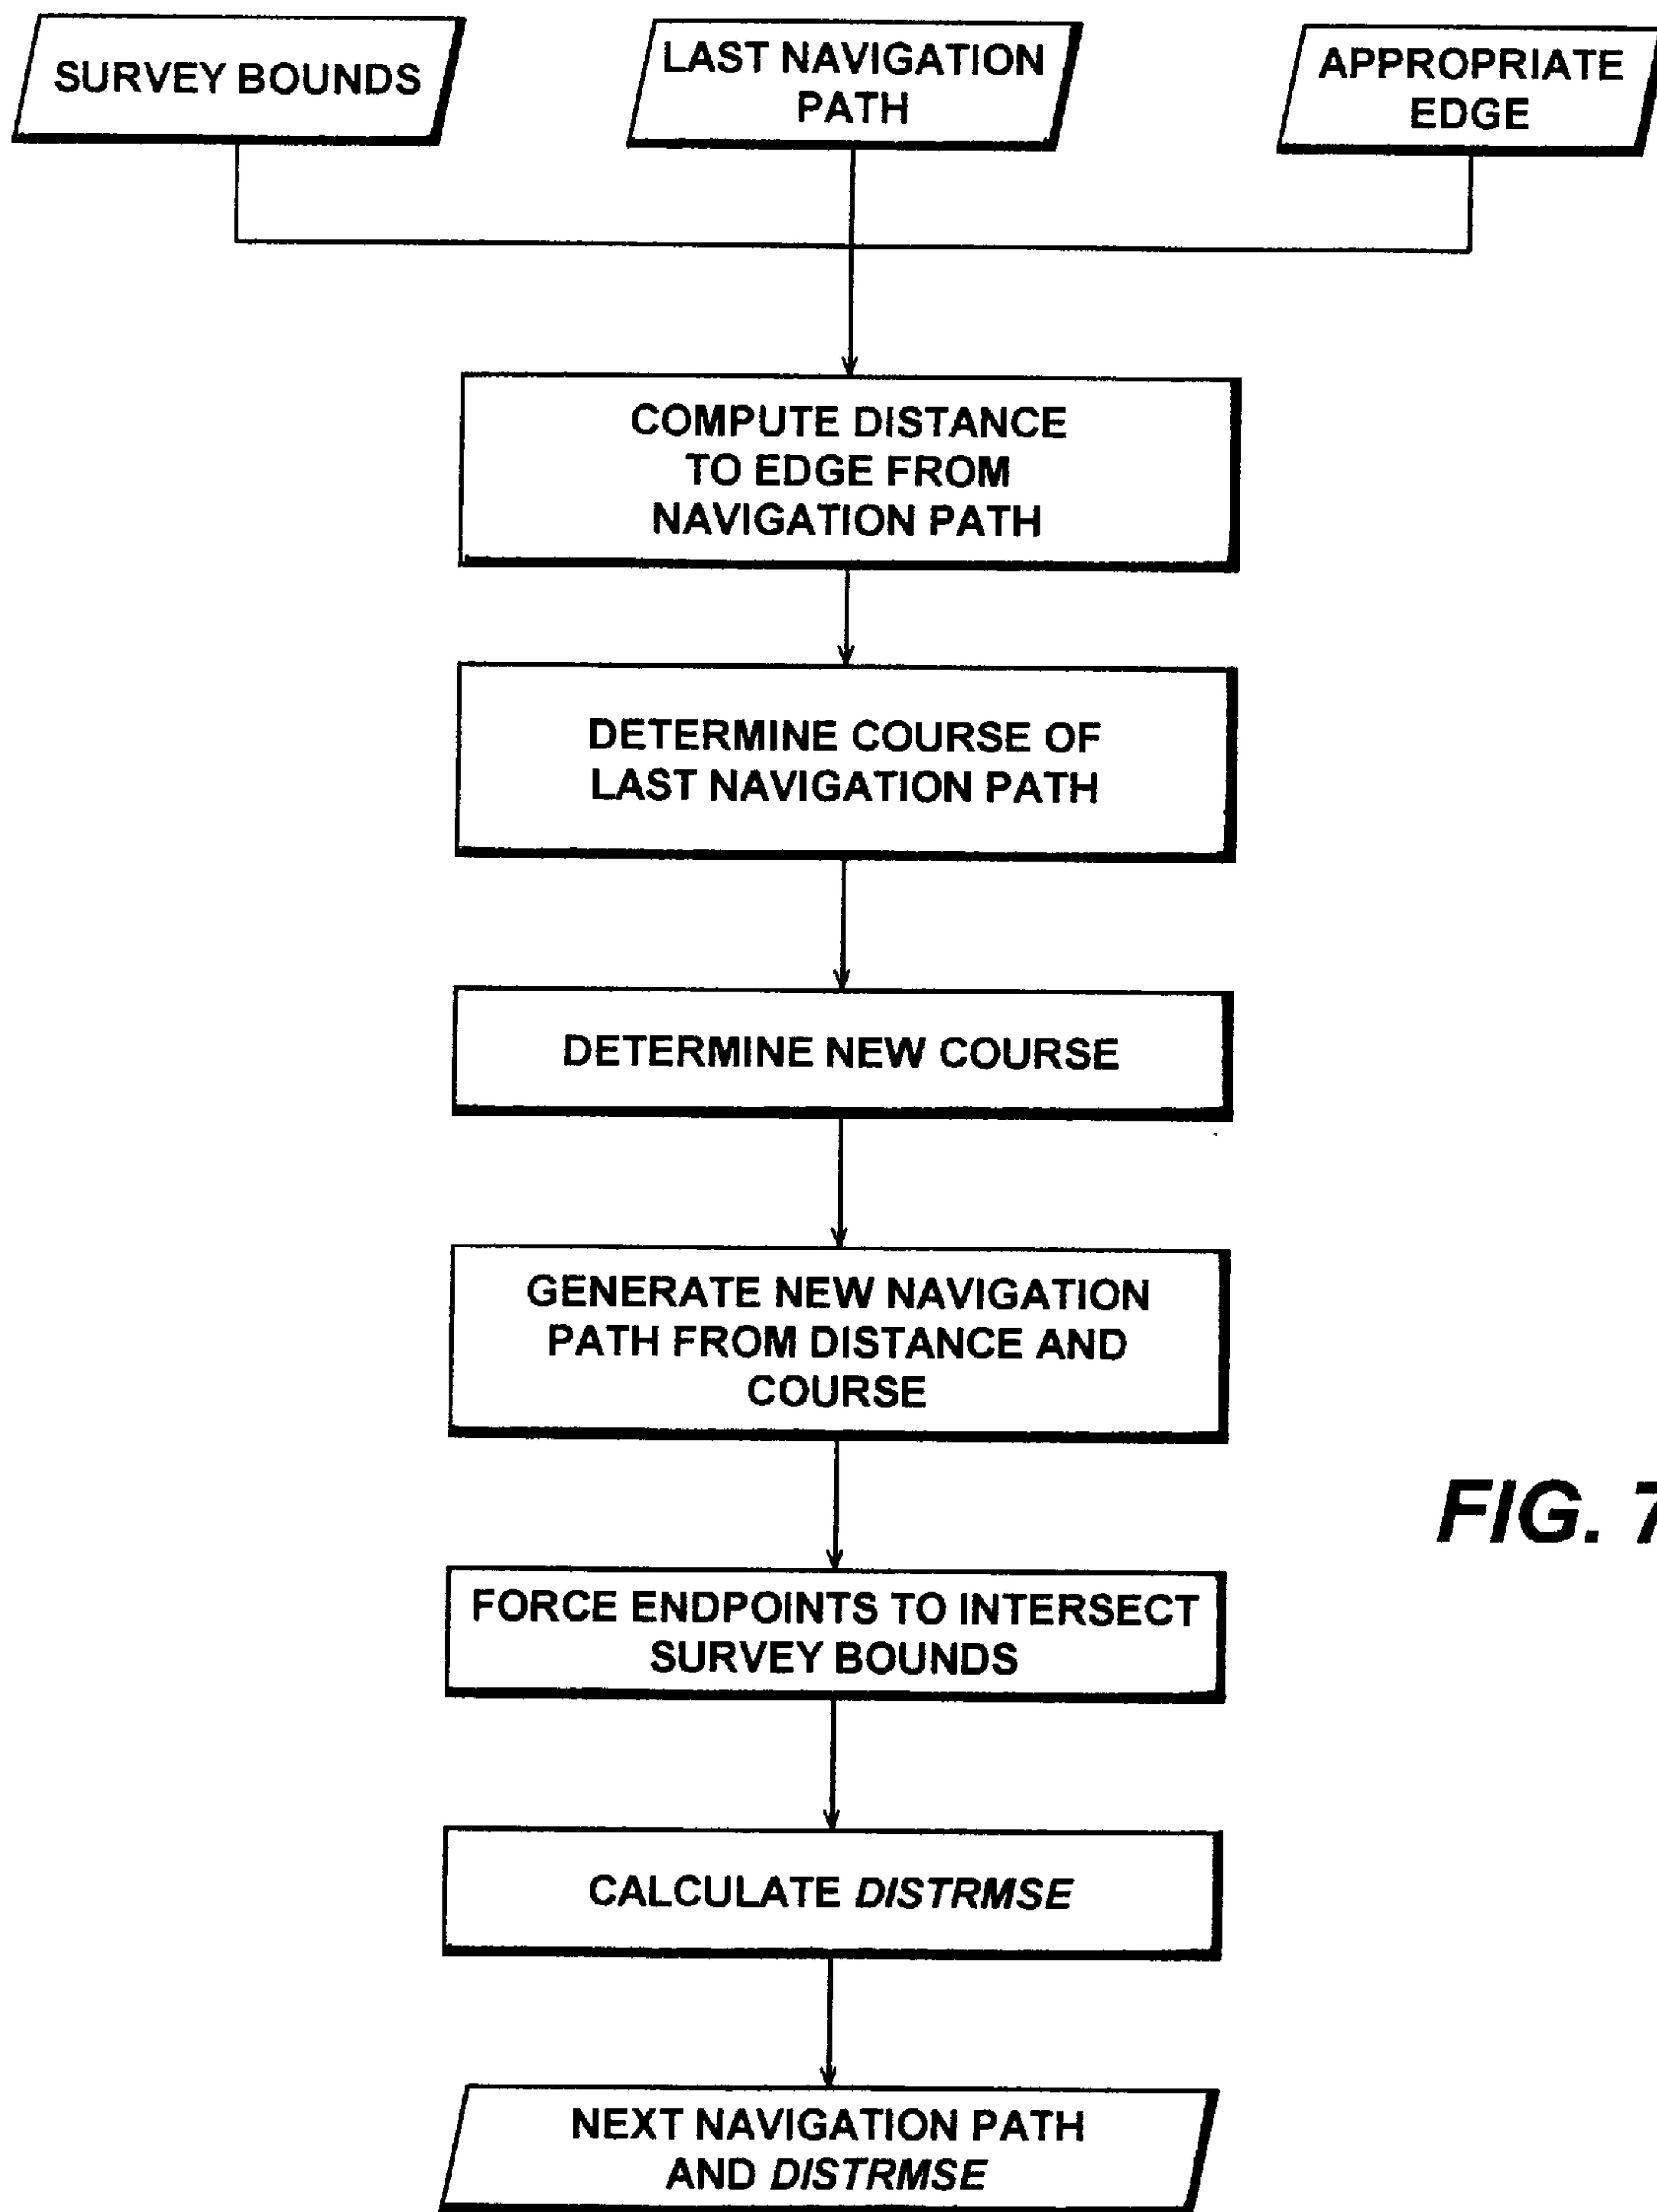 SURVEY BOUNDS
LAST NAVIGATION
PATH
APPROPRIATE
EDGE
COMPUTE DISTANCE
TO EDGE FROM
NAVIGATION PATH
DETERMINE COURSE OF
LAST NAVIGATION PATH
DETERMINE NEW COURSE
GENERATE NEW NAVIGATION
PATH FROM DISTANCE AND
COURSE
FIG. 7
FORCE ENDPOINTS TO INTERSECT
SURVEY BOUNDS
CALCULATE DISTRMSE
NEXT NAVIGATION PATH
AND DISTRMSE